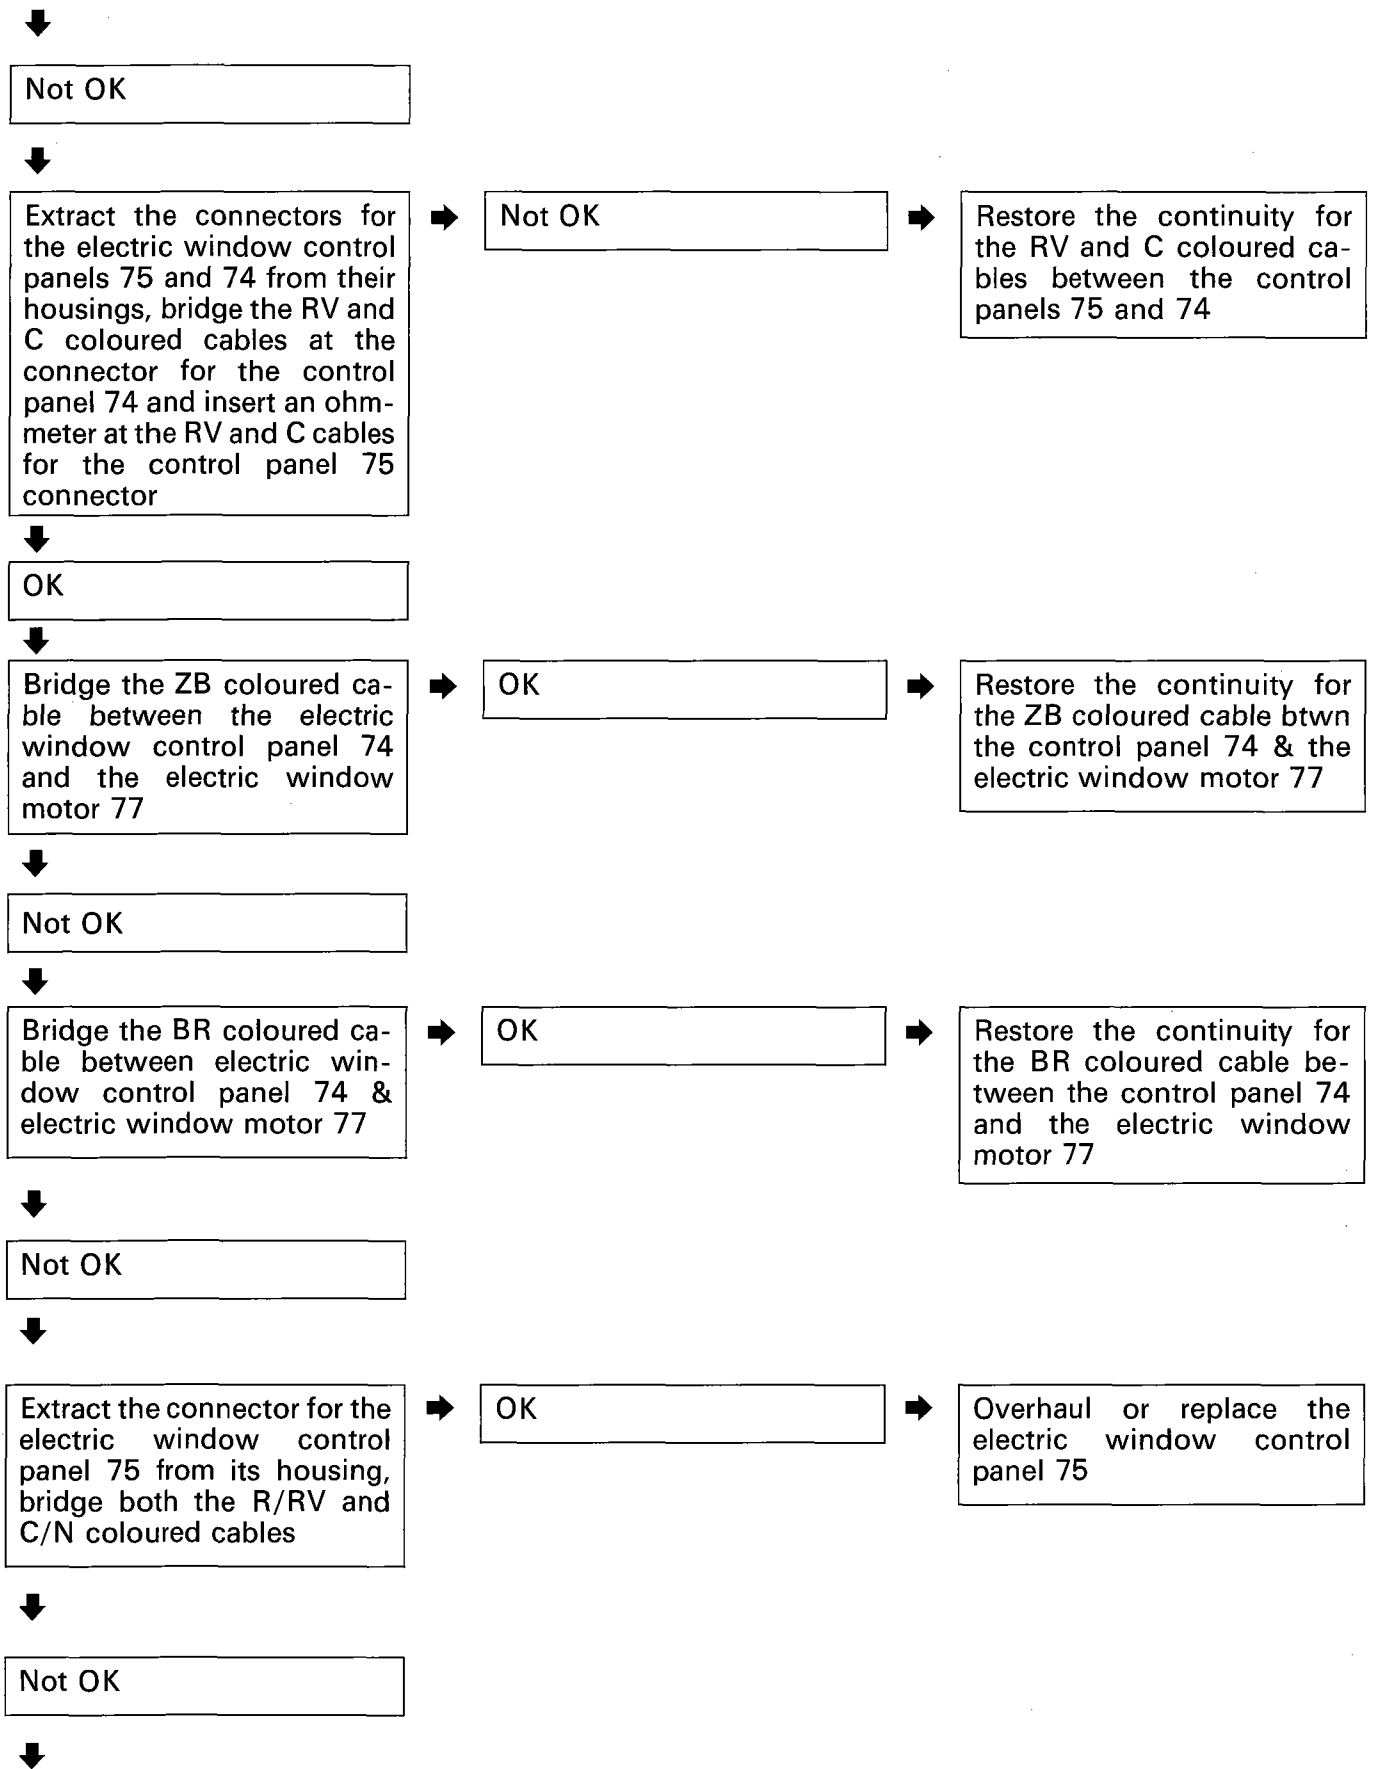 Not OK
Extract the connectors for
the electric window control
panels 75 and 74 from their
housings, bridge the RV and
C coloured cables at the
connector for the control
panel 74 and insert an ohm-
meter at the RV and C cables
for the control panel 75
connector
Not OK
Restore the continuity for
the RV and C coloured ca-
bles between the control
panels 75 and 74
OK
Bridge the ZB coloured ca-
ble between the electric
window control panel 74
and the electric window
motor 77
OK
Restore the continuity for
the ZB coloured cable btwn
the control panel 74 & the
electric window motor 77
Not OK
Bridge the BR coloured ca-
ble between electric win-
dow control panel 74 &
electric window motor 77
OK
Restore the continuity for
the BR coloured cable be-
tween the control panel 74
and the electric window
motor 77
Not OK
Extract the connector for the
electric window control
panel 75 from its housing,
bridge both the R/RV and
C/N coloured cables
OK
Overhaul or replace the
electric window control
panel 75
Not OK